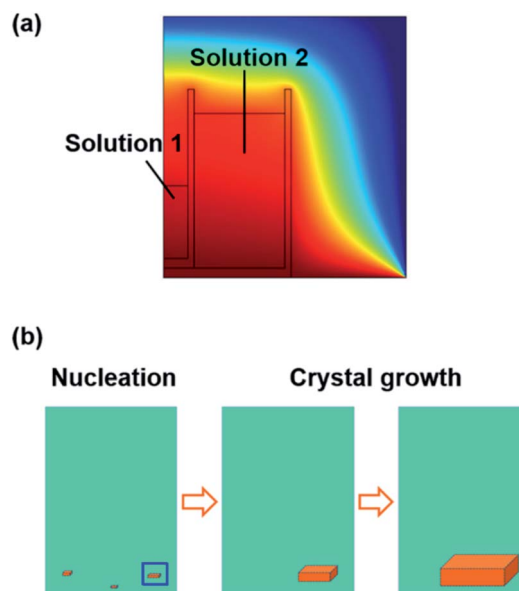 (a)
Solution 2
Solution 1
(b)
Nucleation
Crystal growth